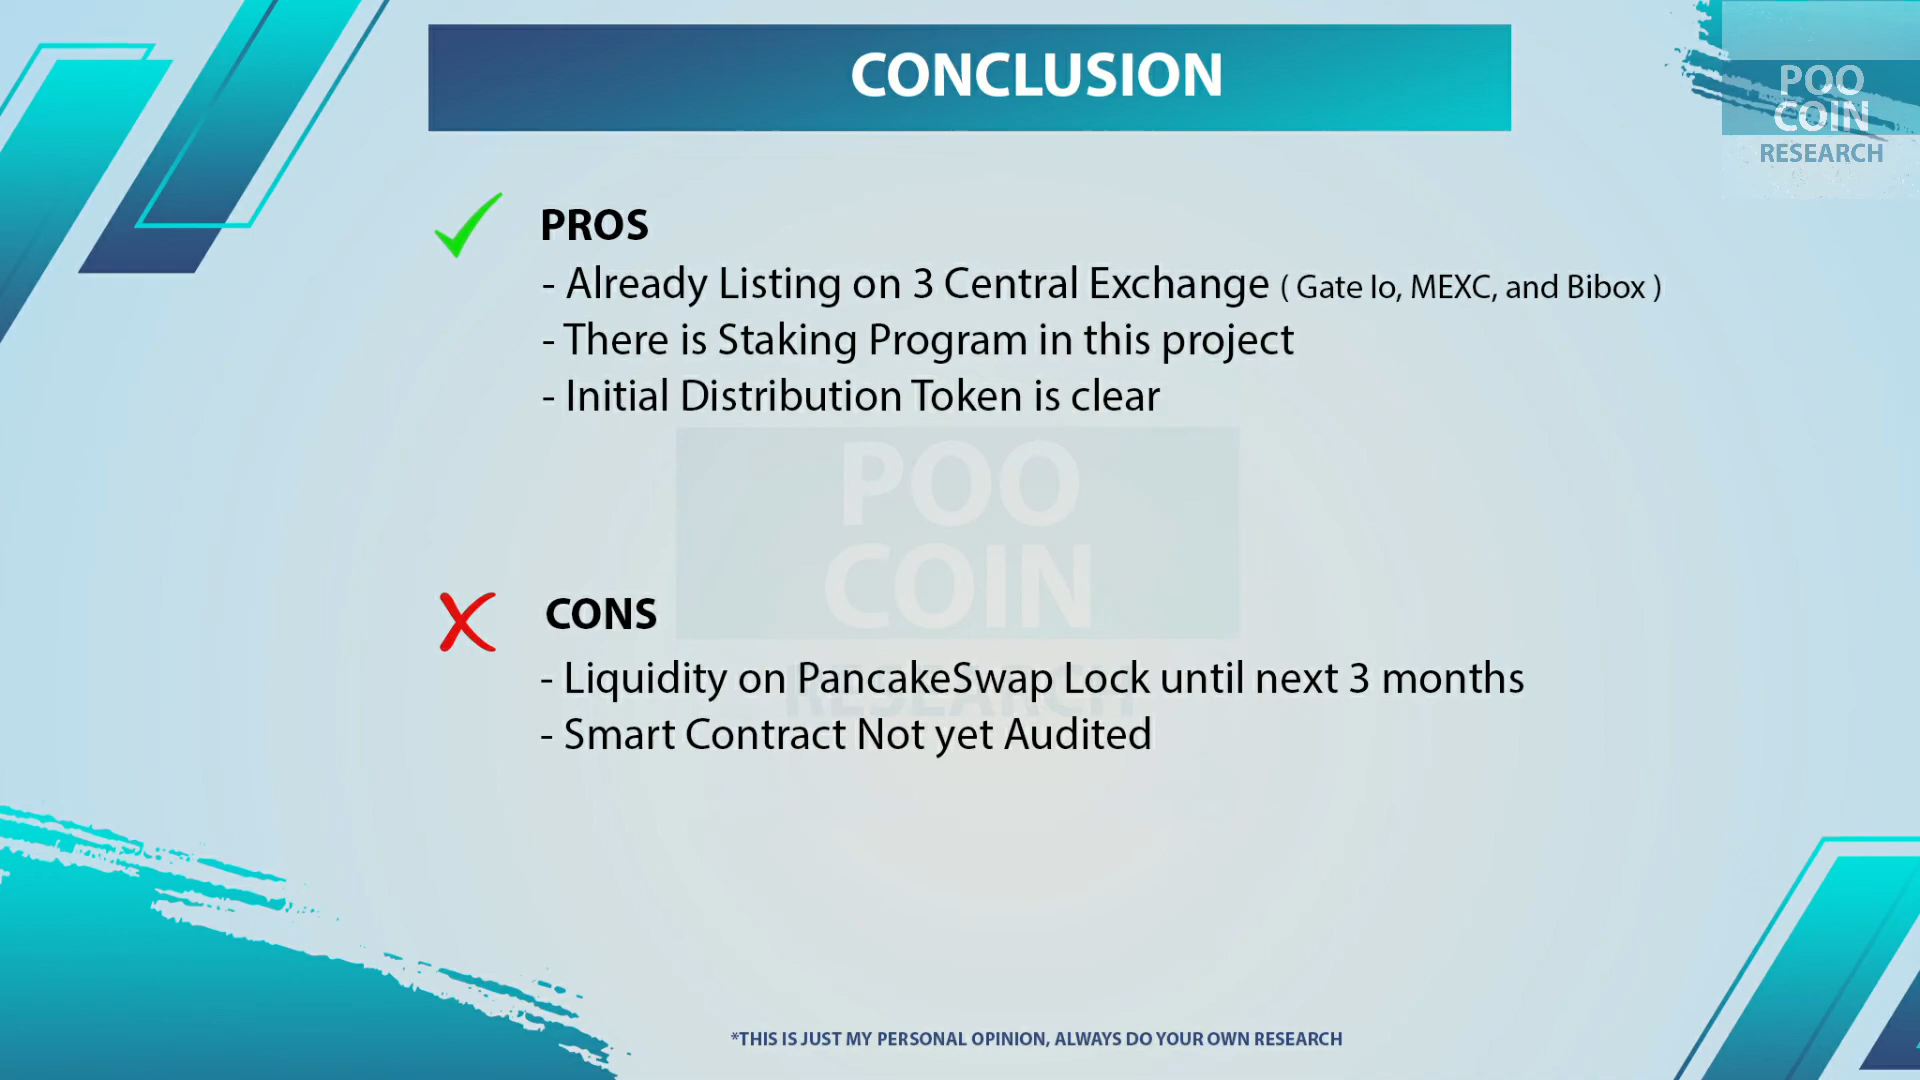 CONCLUSION
POO
COIN
RESEARCH
PROS
- Already Listing on 3 Central Exchange ( Gate Io, MEXC, and Bibox )
- There is Staking Program in this project
- Initial Distribution Token is clear
POO
COIN
RESEARCH
CONS
- Liquidity on PancakeSwap Lock until next 3 months
- Smart Contract Not yet Audited
*THIS IS JUST MY PERSONAL OPINION, ALWAYS DO YOUR OWN RESEARCH